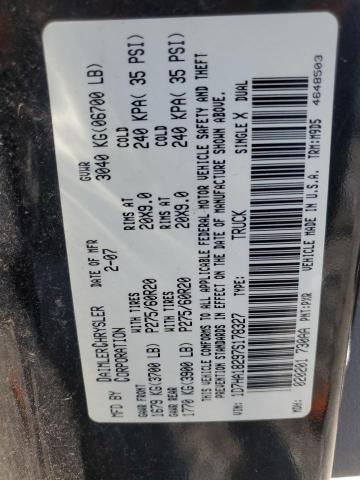 MFD BY DAIMLERCHRYSLER CORPORATION
DATE OF MFR 2-07
GVWR 3040 KG(06700 LB)
GAWR FRONT 1679 KG(3700 LB)
WITH TIRES P275/60R20
RIMS AT 20X9.0
COLD 240 KPA( 35 PSI)
GAWR REAR 1770 KG(3900 LB)
WITH TIRES P275/60R20
RIMS AT 20X9.0
COLD 240 KPA( 35 PSI)
THIS VEHICLE CONFORMS TO ALL APPLICABLE FEDERAL MOTOR VEHICLE SAFETY AND THEFT
PREVENTION STANDARDS IN EFFECT ON THE DATE OF MANUFACTURE SHOWN ABOVE.
VIN: 1D7HA18297S178327 TYPE: TRUCK SINGLE X DUAL
MDH: 020201 730AA PNT:PXR VEHICLE MADE IN U.S.A. TRM:M9D5
4648503